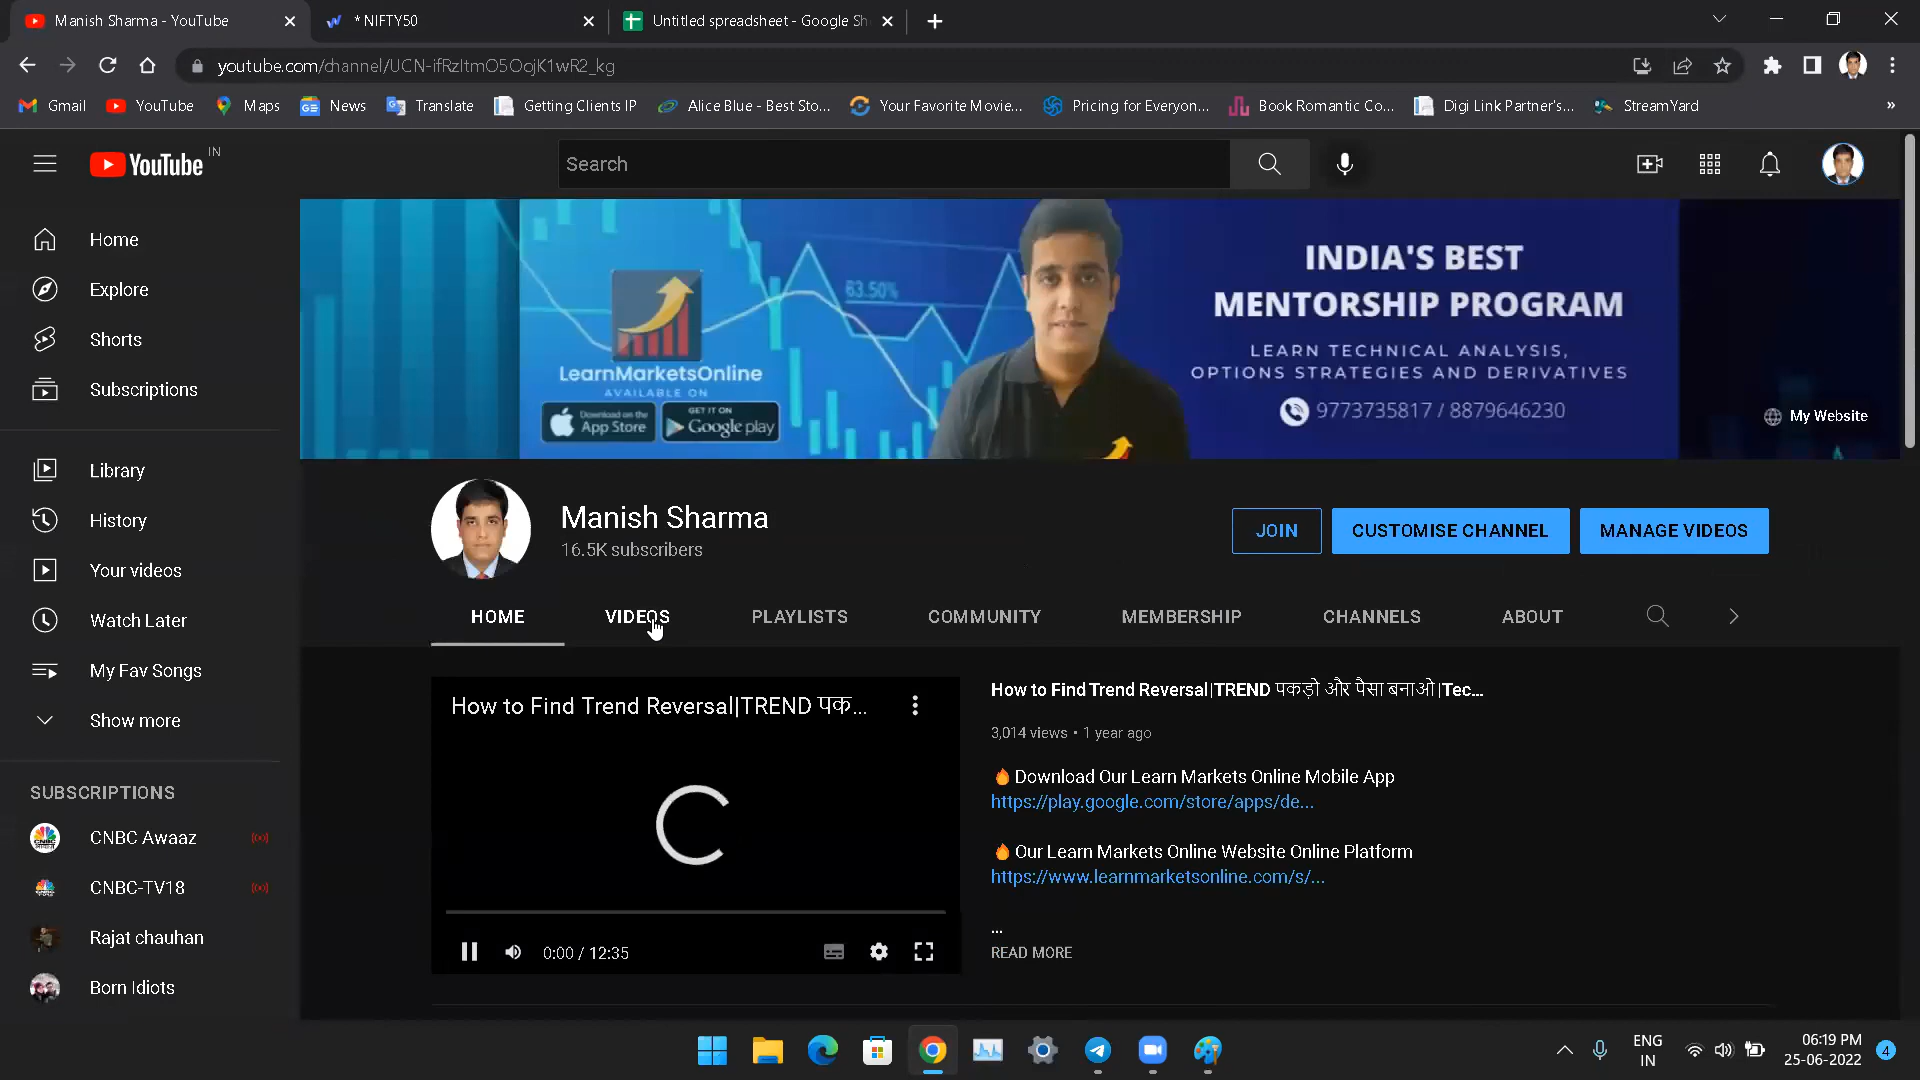 Manish Sharma - YouTube
* NIFTY50
Untitled spreadsheet - Google Sh
youtube.com/channel/UCN-ifRzItmO5OojK1wR2_kg
Gmail
YouTube
Maps
News
Translate
Getting Clients IP
Alice Blue - Best Sto...
Your Favorite Movie...
Pricing for Everyon...
Book Romantic Co...
Digi Link Partner's...
StreamYard
»
YouTube IN
Search
Home
Explore
Shorts
Subscriptions
Library
History
Your videos
Watch Later
My Fav Songs
Show more
SUBSCRIPTIONS
CNBC Awaaz
CNBC-TV18
Rajat chauhan
Born Idiots
63.50%
LearnMarketsOnline
AVAILABLE ON
Download on the
App Store
GET IT ON
Google play
INDIA'S BEST
MENTORSHIP PROGRAM
LEARN TECHNICAL ANALYSIS,
OPTIONS STRATEGIES AND DERIVATIVES
9773735817 / 8879646230
My Website
Manish Sharma
16.5K subscribers
JOIN
CUSTOMISE CHANNEL
MANAGE VIDEOS
HOME
VIDEOS
PLAYLISTS
COMMUNITY
MEMBERSHIP
CHANNELS
ABOUT
How to Find Trend Reversal|TREND पक...
0:00 / 12:35
How to Find Trend Reversal|TREND पकड़ो और पैसा बनाओ|Tec...
3,014 views • 1 year ago
🔥Download Our Learn Markets Online Mobile App
https://play.google.com/store/apps/de...
🔥Our Learn Markets Online Website Online Platform
https://www.learnmarketsonline.com/s/...
...
READ MORE
ENG
IN
06:19 PM
25-06-2022
4